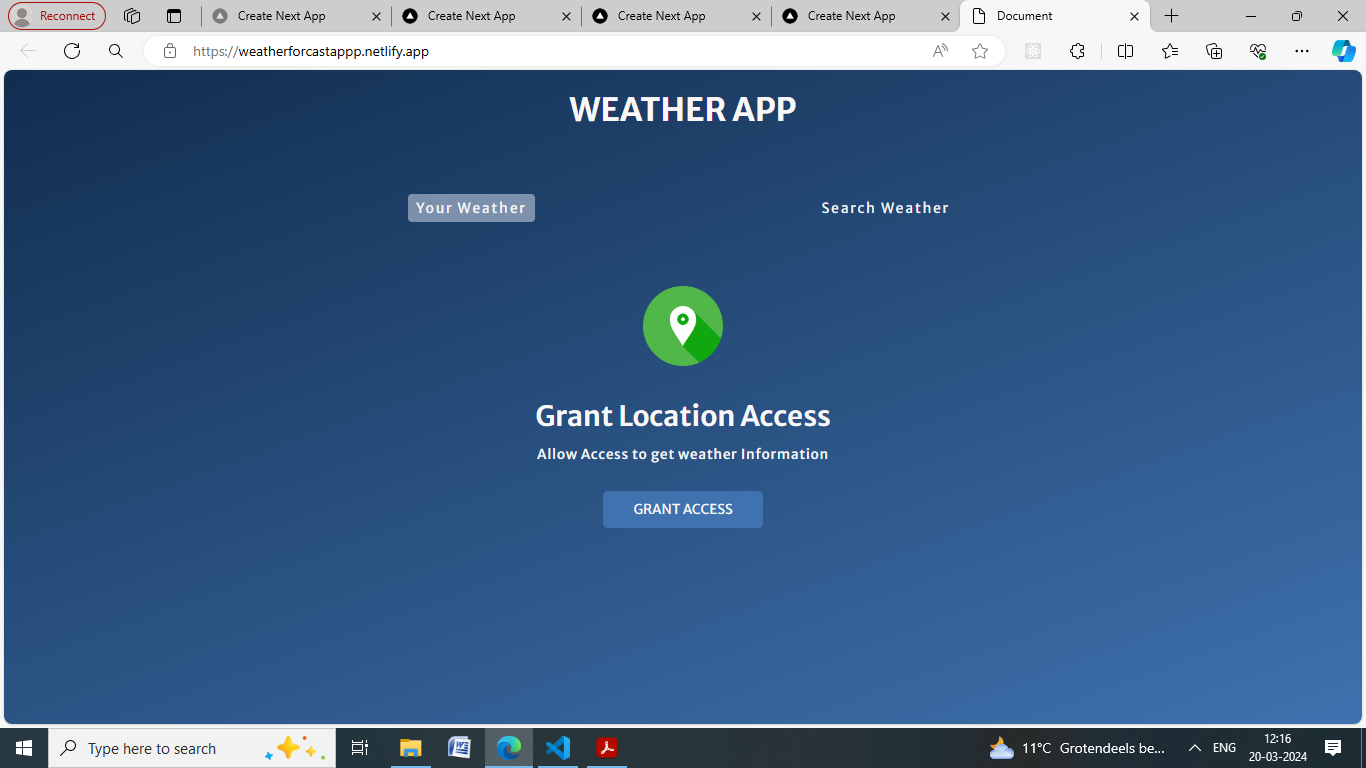 Reconnect
Create Next App
Create Next App
Create Next App
Create Next App
Document
https://weatherforcastappp.netlify.app
WEATHER APP
Your Weather
Search Weather
Grant Location Access
Allow Access to get weather Information
GRANT ACCESS
Type here to search
11°C Grotendeels be...
ENG
12:16
20-03-2024